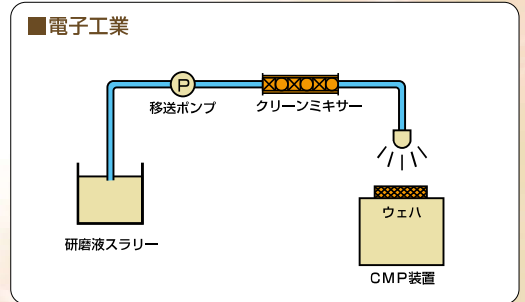 ■電子工業
P
移送ポンプ
クリーンミキサー
ウェハ
研磨液スラリー
CMP装置